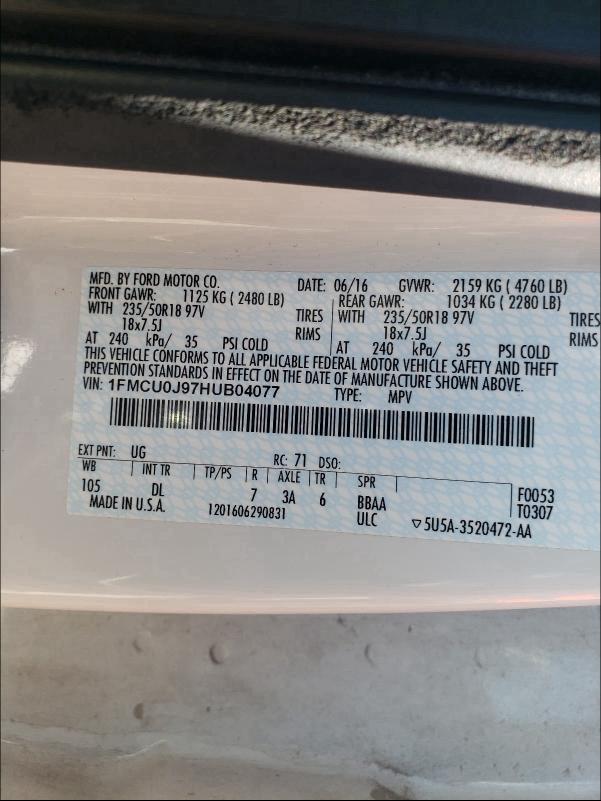 MFD. BY FORD MOTOR CO. DATE: 06/16 GVWR: 2159 KG ( 4760 LB)
FRONT GAWR: 1125 KG ( 2480 LB) REAR GAWR: 1034 KG ( 2280 LB)
WITH 235/50R18 97V TIRES WITH 235/50R18 97V TIRES
18x7.5J RIMS 18x7.5J RIMS
AT 240 kPa/ 35 PSI COLD AT 240 kPa/ 35 PSI COLD
THIS VEHICLE CONFORMS TO ALL APPLICABLE FEDERAL MOTOR VEHICLE SAFETY AND THEFT
PREVENTION STANDARDS IN EFFECT ON THE DATE OF MANUFACTURE SHOWN ABOVE.
VIN: 1FMCU0J97HUB04077 TYPE: MPV
EXT PNT: UG RC: 71 DSO:
WB INT TR TP/PS R AXLE TR SPR F0053
105 DL 7 3A 6 BBAA T0307
MADE IN U.S.A. 1201606290831 ULC ▽5U5A-3520472-AA